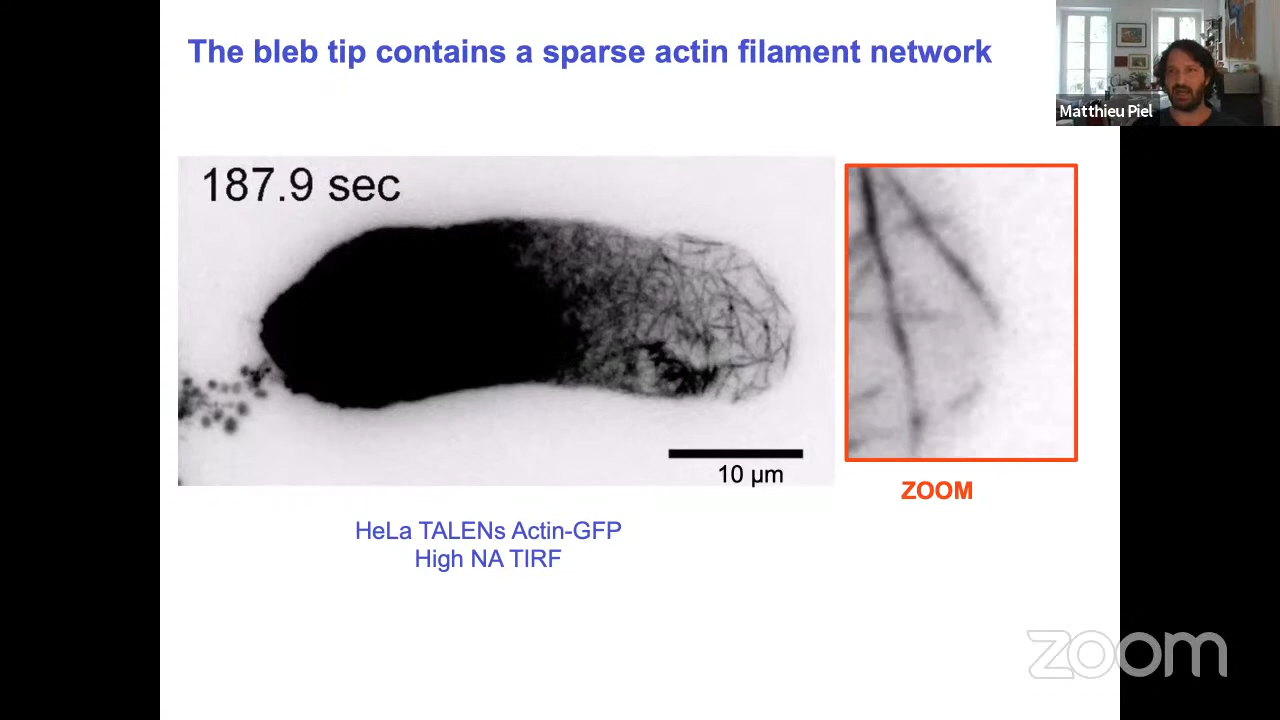 The bleb tip contains a sparse actin filament network
Matthieu Piel
187.9 sec
10 µm
ZOOM
HeLa TALENs Actin-GFP
High NA TIRF
zoom